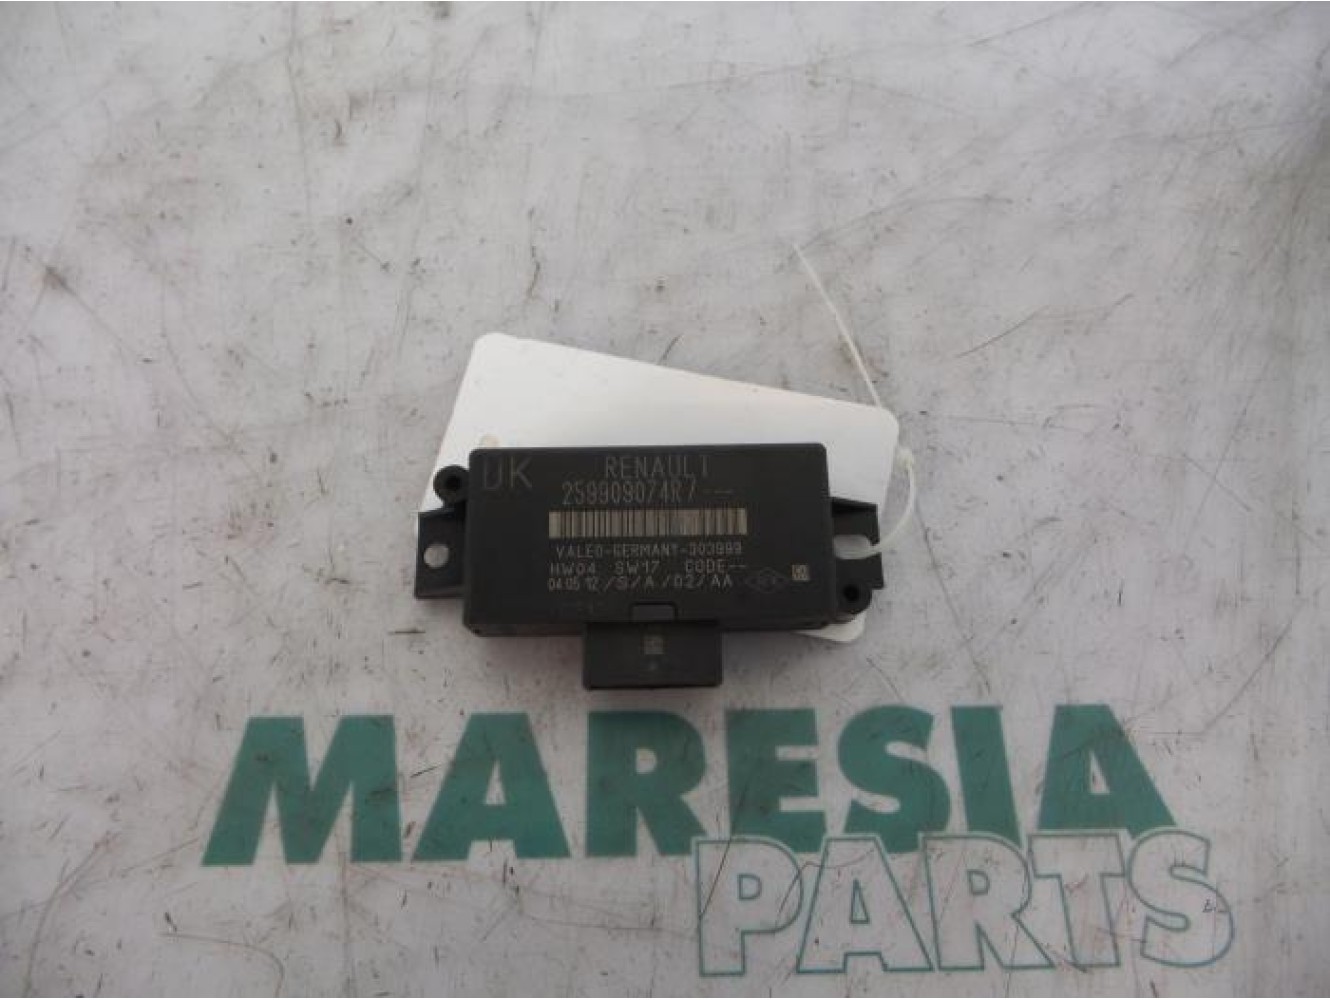 UK
RENAULT
259909074R7---
VALEO-GERMANY-303999
HW04 SW17 CODE--
04 05 12 /S/A/02/AA
MARESIA
PARTS